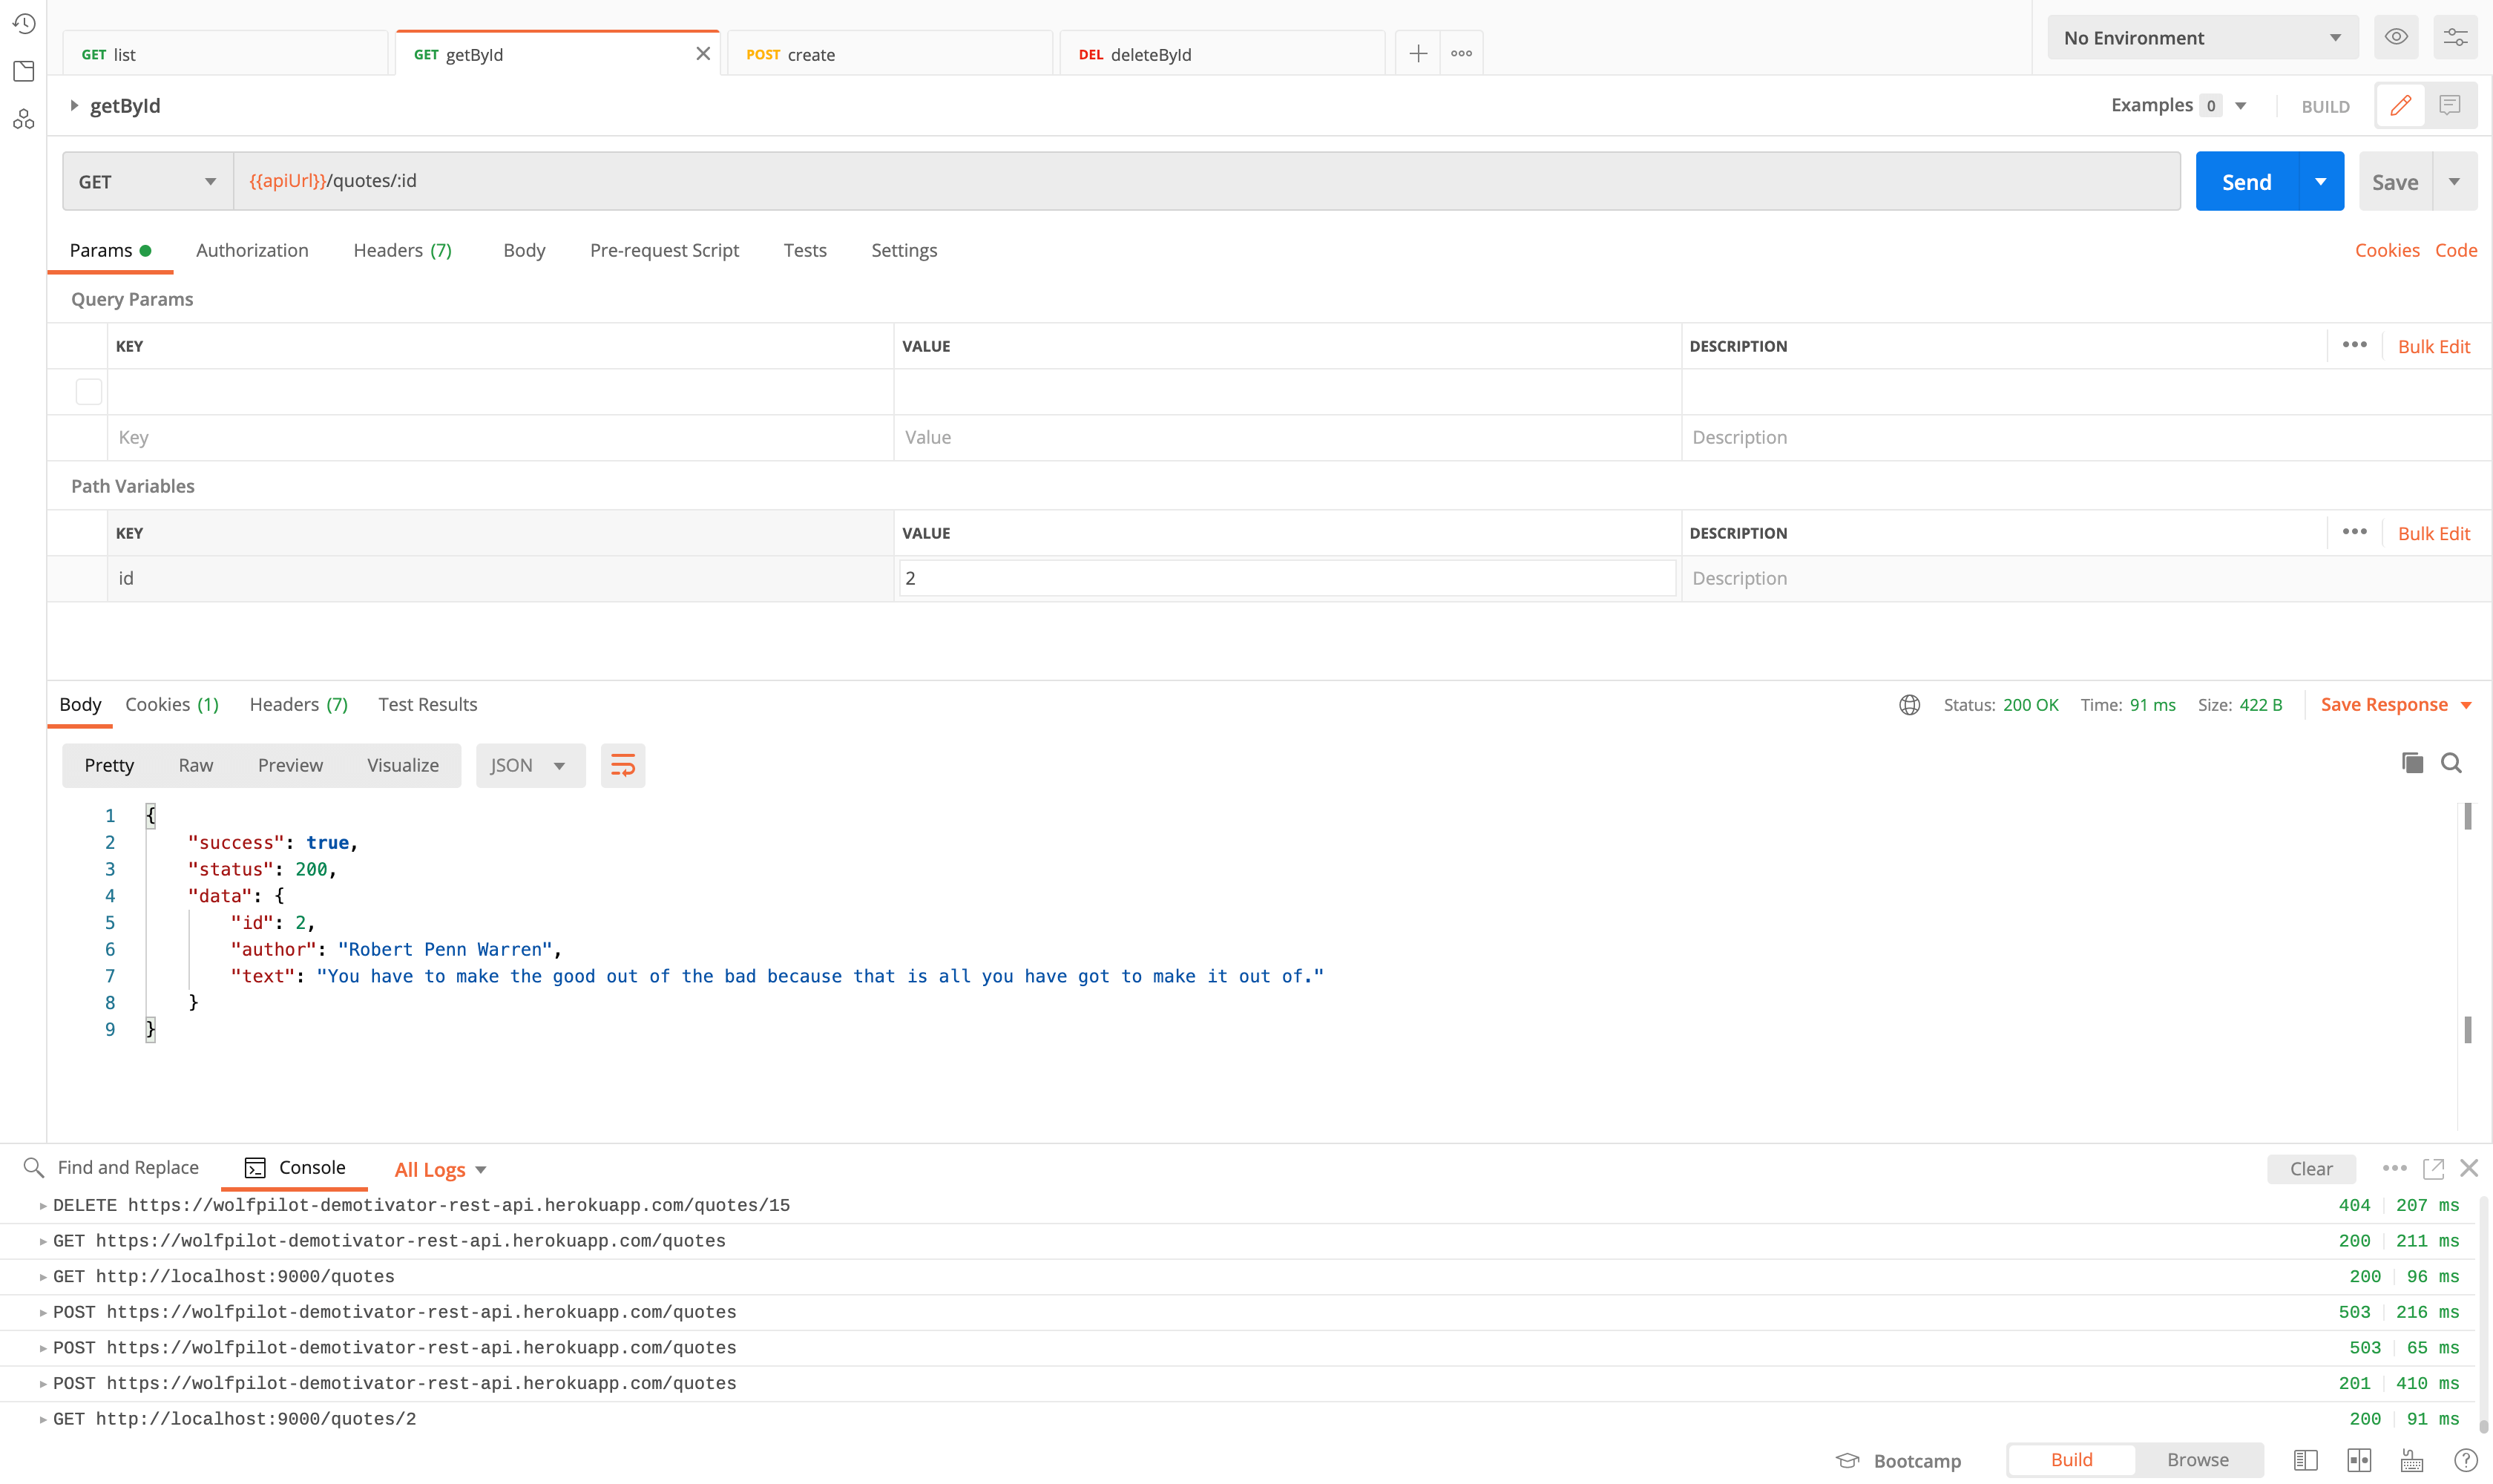 GET list
GET getById
POST create
DEL deleteById
No Environment
getById
Examples 0
BUILD
GET
{{apiUrl}}/quotes/:id
Send
Save
Params
Authorization
Headers (7)
Body
Pre-request Script
Tests
Settings
Cookies Code
Query Params
KEY VALUE DESCRIPTION Bulk Edit
Key Value Description
Path Variables
KEY VALUE DESCRIPTION Bulk Edit
id 2 Description
Body Cookies (1) Headers (7) Test Results
Status: 200 OK Time: 91 ms Size: 422 B Save Response
Pretty Raw Preview Visualize JSON
1 {
2 "success": true,
3 "status": 200,
4 "data": {
5 "id": 2,
6 "author": "Robert Penn Warren",
7 "text": "You have to make the good out of the bad because that is all you have got to make it out of."
8 }
9 }
Find and Replace Console All Logs Clear
DELETE https://wolfpilot-demotivator-rest-api.herokuapp.com/quotes/15 404 207 ms
GET https://wolfpilot-demotivator-rest-api.herokuapp.com/quotes 200 211 ms
GET http://localhost:9000/quotes 200 96 ms
POST https://wolfpilot-demotivator-rest-api.herokuapp.com/quotes 503 216 ms
POST https://wolfpilot-demotivator-rest-api.herokuapp.com/quotes 503 65 ms
POST https://wolfpilot-demotivator-rest-api.herokuapp.com/quotes 201 410 ms
GET http://localhost:9000/quotes/2 200 91 ms
Bootcamp Build Browse